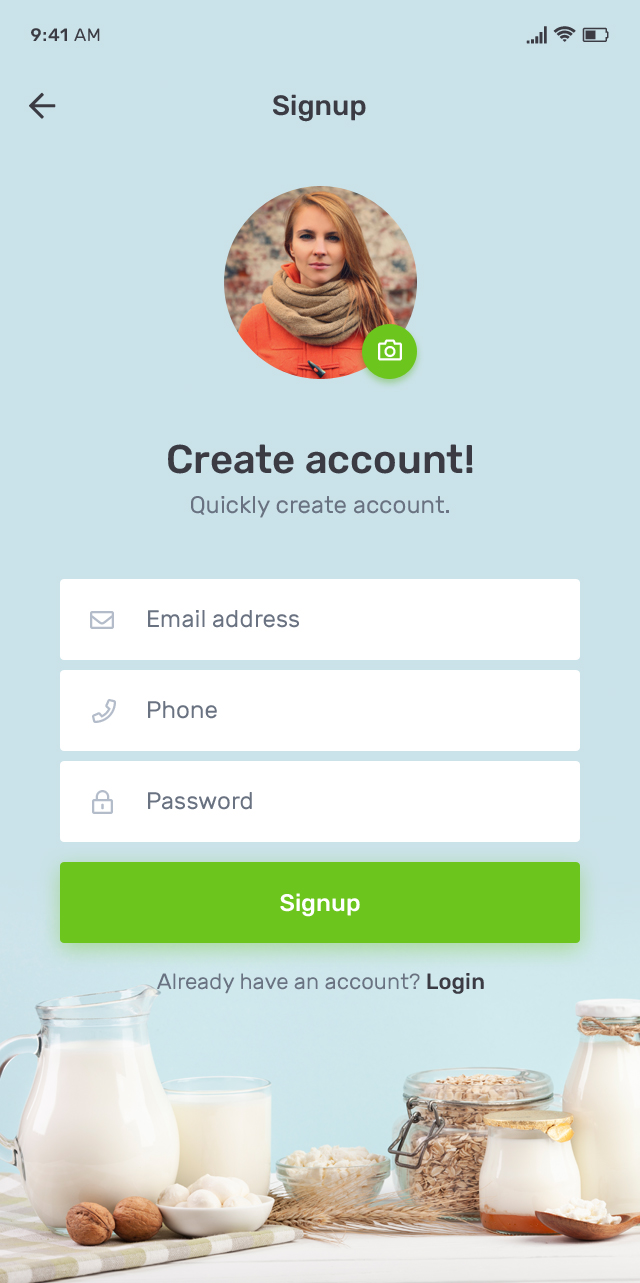 9:41 AM
Signup
Create account!
Quickly create account.
Email address
Phone
Password
Signup
Already have an account? Login